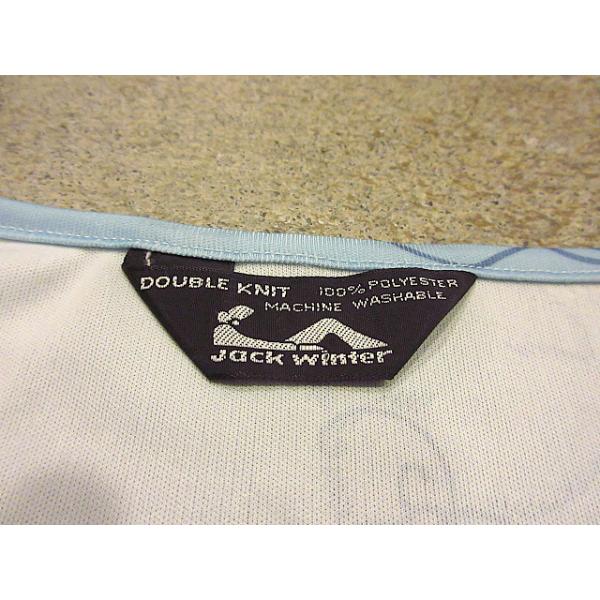 DOUBLE KNIT 100% POLYESTER
MACHINE WASHABLE
Jack Winter